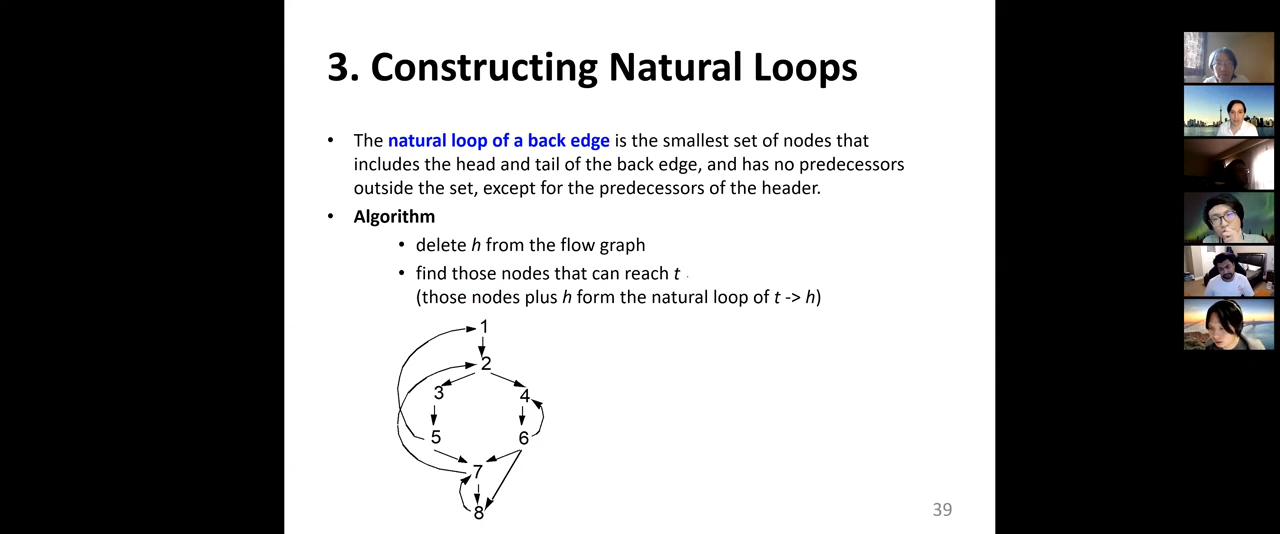 3. Constructing Natural Loops
• The natural loop of a back edge is the smallest set of nodes that
includes the head and tail of the back edge, and has no predecessors
outside the set, except for the predecessors of the header.
• Algorithm
• delete h from the flow graph
• find those nodes that can reach t
(those nodes plus h form the natural loop of t -> h)
1
2
3 4
5 6
7
8
39